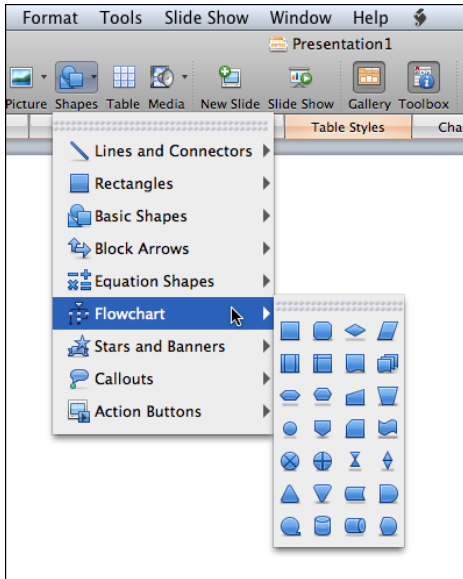 Format Tools Slide Show Window Help
Presentation1
Picture Shapes Table Media New Slide Slide Show Gallery Toolbox
Table Styles Cha
Lines and Connectors
Rectangles
Basic Shapes
Block Arrows
Equation Shapes
Flowchart
Stars and Banners
Callouts
Action Buttons